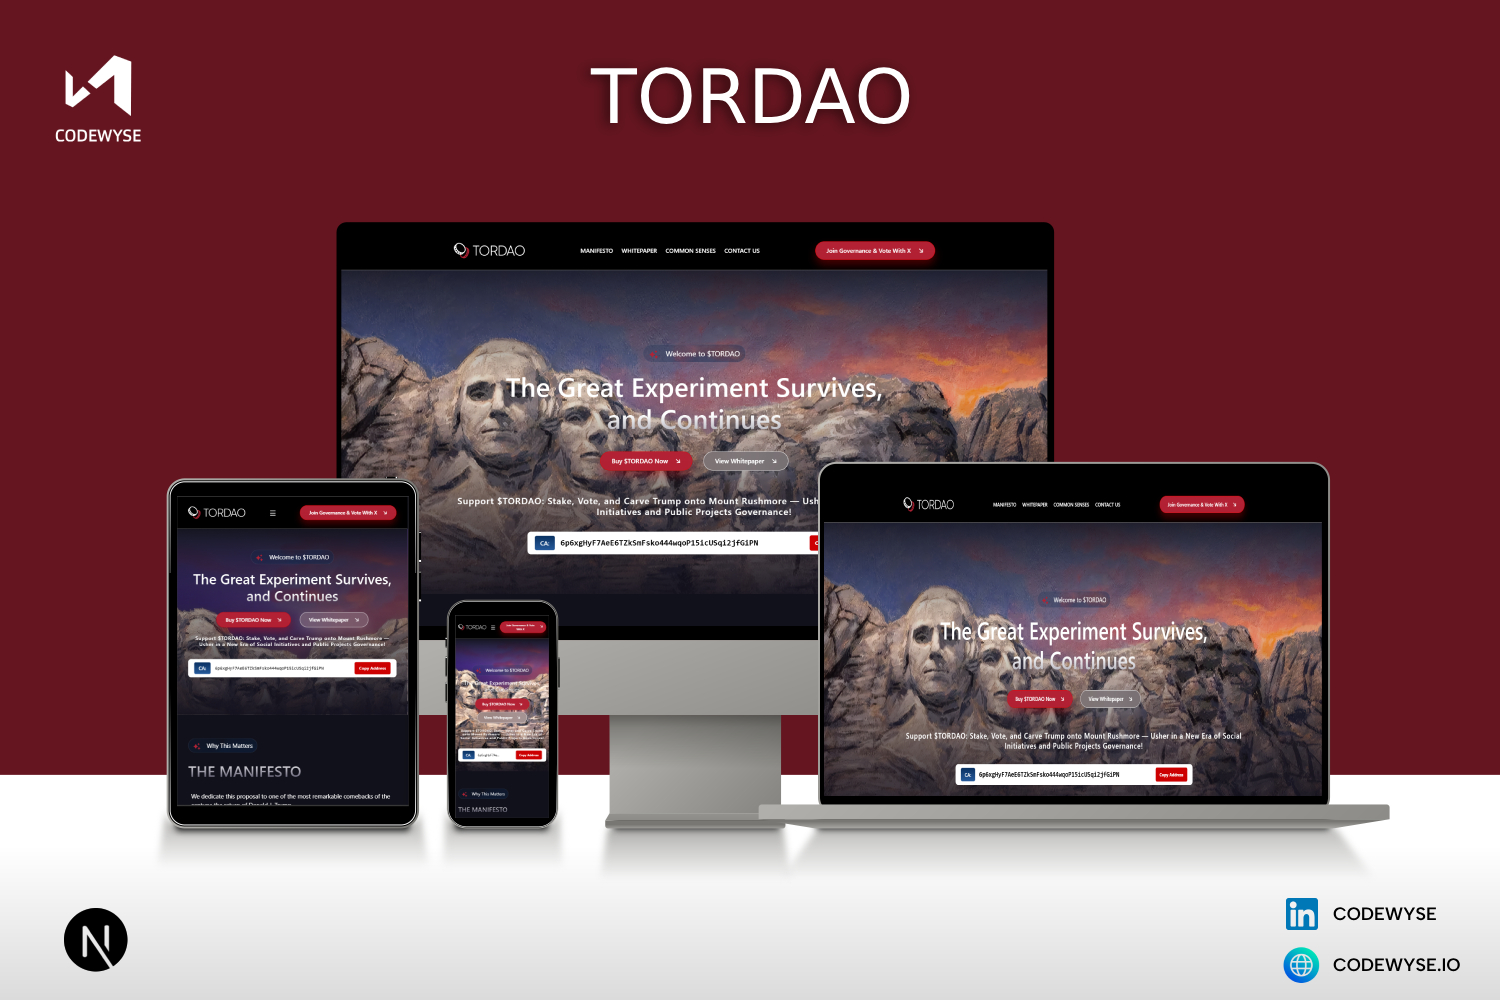 CODEWYSE
TORDAO
TORDAO
MANIFESTO WHITEPAPER COMMON SENSES CONTACT US
Join Governance & Vote With X
Welcome to $TORDAO
The Great Experiment Survives,
and Continues
Buy $TORDAO Now
View Whitepaper
Support $TORDAO: Stake, Vote, and Carve Trump onto Mount Rushmore — Ush
Initiatives and Public Projects Governance!
CA:
6p6xgHyF7AeE6TZkSmFsko444wqoP15icUSqi2jfGiPN
TORDAO
Join Governance & Vote With X
Welcome to $TORDAO
The Great Experiment Survives,
and Continues
Buy $TORDAO Now
View Whitepaper
Support $TORDAO: Stake, Vote, and Carve Trump onto Mount Rushmore —
Usher in a New Era of Social Initiatives and Public Projects Governance!
CA:
6p6xgHyF7AeE6TZkSmFsko444wqoP15icUSqi2jfGiPN
Copy Address
Why This Matters
THE MANIFESTO
We dedicate this proposal to one of the most remarkable comebacks of the
TORDAO
Join Governance & Vote
With X
Welcome to $TORDAO
The Great Experiment Survives,
Buy $TORDAO Now
View Whitepaper
CA:
Copy Address
Why This Matters
THE MANIFESTO
TORDAO
MANIFESTO WHITEPAPER COMMON SENSES CONTACT US
Join Governance & Vote With X
Welcome to $TORDAO
The Great Experiment Survives,
and Continues
Buy $TORDAO Now
View Whitepaper
Support $TORDAO: Stake, Vote, and Carve Trump onto Mount Rushmore — Usher in a New Era of Social
Initiatives and Public Projects Governance!
CA:
6p6xgHyF7AeE6TZkSmFsko444wqoP15icUSqi2jfGiPN
Copy Address
N
in CODEWYSE
CODEWYSE.IO